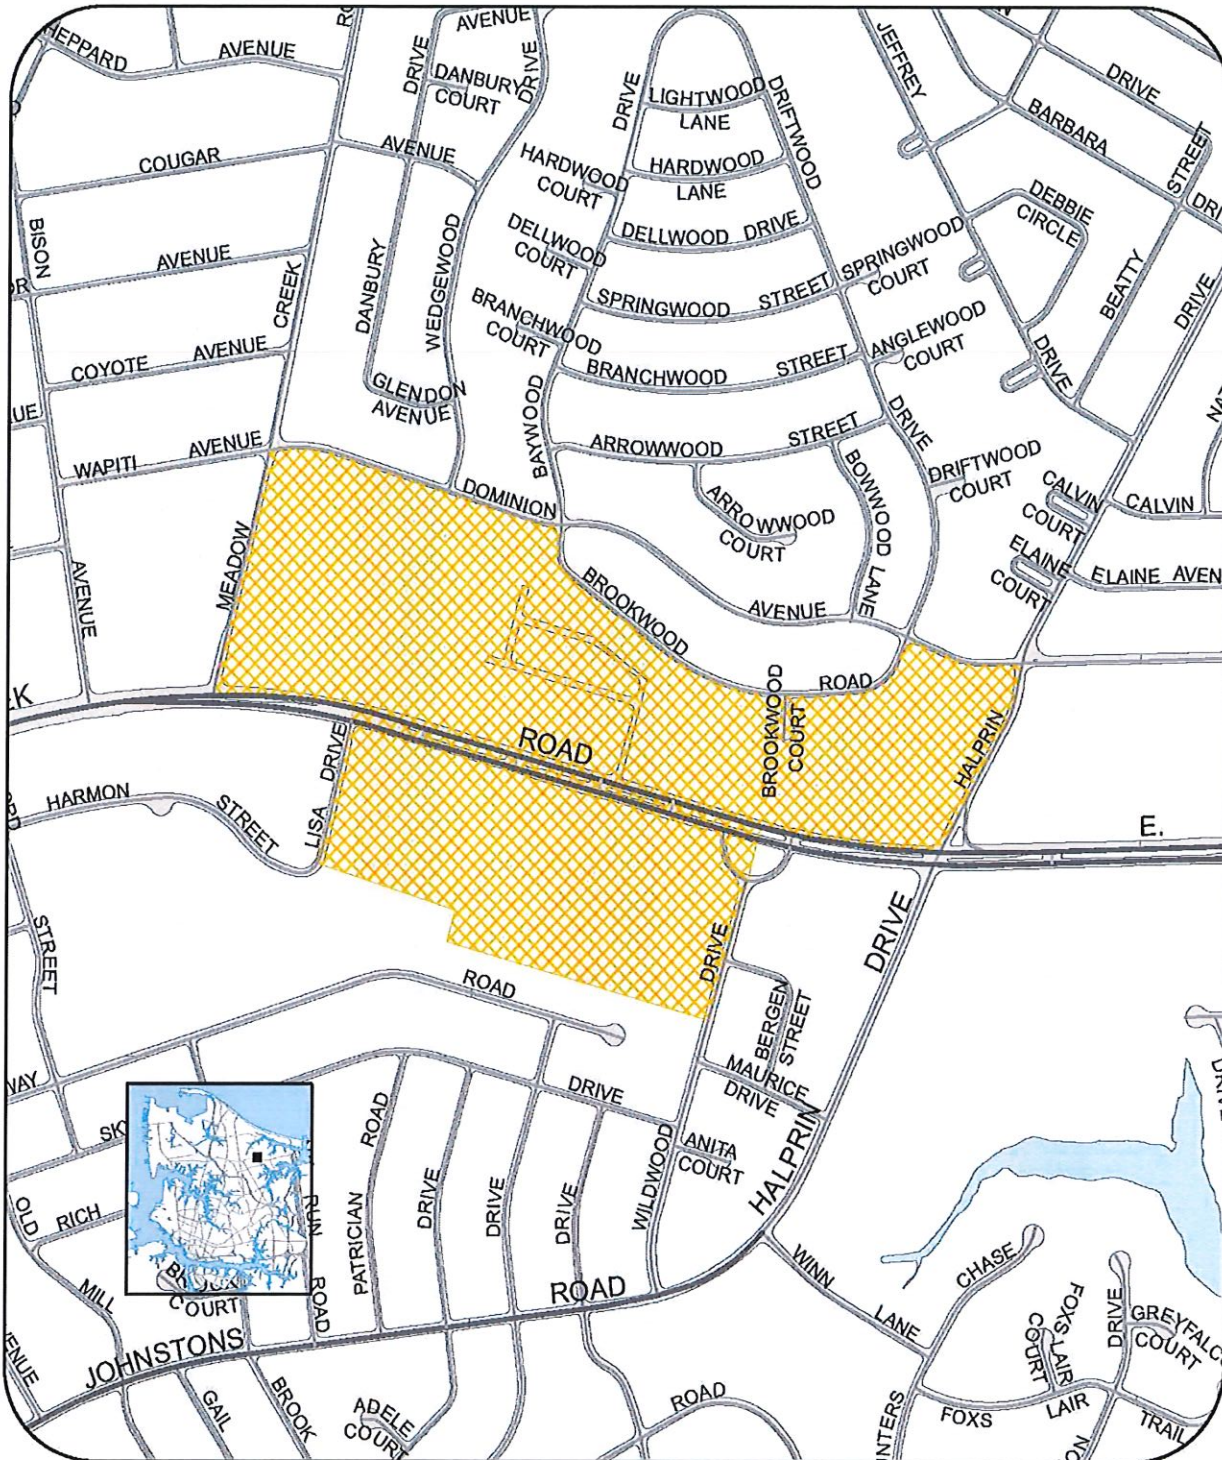 HEPPARD
AVENUE
AVENUE
DRIVE
DANBURY
COURT
DRIVE
DRIVE
LIGHTWOOD
LANE
DRIFTWOOD
JEFFREY
DRIVE
BARBARA
STREET
COUGAR
AVENUE
HARDWOOD
COURT
HARDWOOD
LANE
DEBBIE
CIRCLE
BISON
AVENUE
CREEK
DANBURY
WEDGEWOOD
DELLWOOD
COURT
DELLWOOD DRIVE
SPRINGWOOD
COURT
SPRINGWOOD STREET
BEATTY
DRIVE
BRANCHWOOD
COURT
BRANCHWOOD STREET
ANGLEWOOD
COURT
DRIVE
COYOTE AVENUE
GLENDON
AVENUE
BAYWOOD
DRIVE
WAPITI AVENUE
ARROWWOOD STREET
BOWWOOD LANE
DRIFTWOOD
COURT
ARROWWOOD
COURT
CALVIN
COURT
CALVIN
DOMINION
AVENUE
MEADOW
AVENUE
ELAINE
COURT
ELAINE AVEN
BROOKWOOD
ROAD
BROOKWOOD
COURT
HALPRIN
EK
ROAD
E.
HARMON
STREET
LISA DRIVE
DRIVE
STREET
ROAD
DRIVE
BERGEN
STREET
MAURICE
DRIVE
WAY
SK
DRIVE
ROAD
PATRICIAN
DRIVE
DRIVE
DRIVE
WILDWOOD
ANITA
COURT
HALPRIN
OLD
RICH
MILL
RUN
ROAD
COURT
JOHNSTONS
ROAD
WINN
LANE
CHASE
FOXS LAIR
COURT
DRIVE
GREYFALC
COURT
GAIL
BROOK
ADELE
COURT
ROAD
FOXS
LAIR
TRAIL